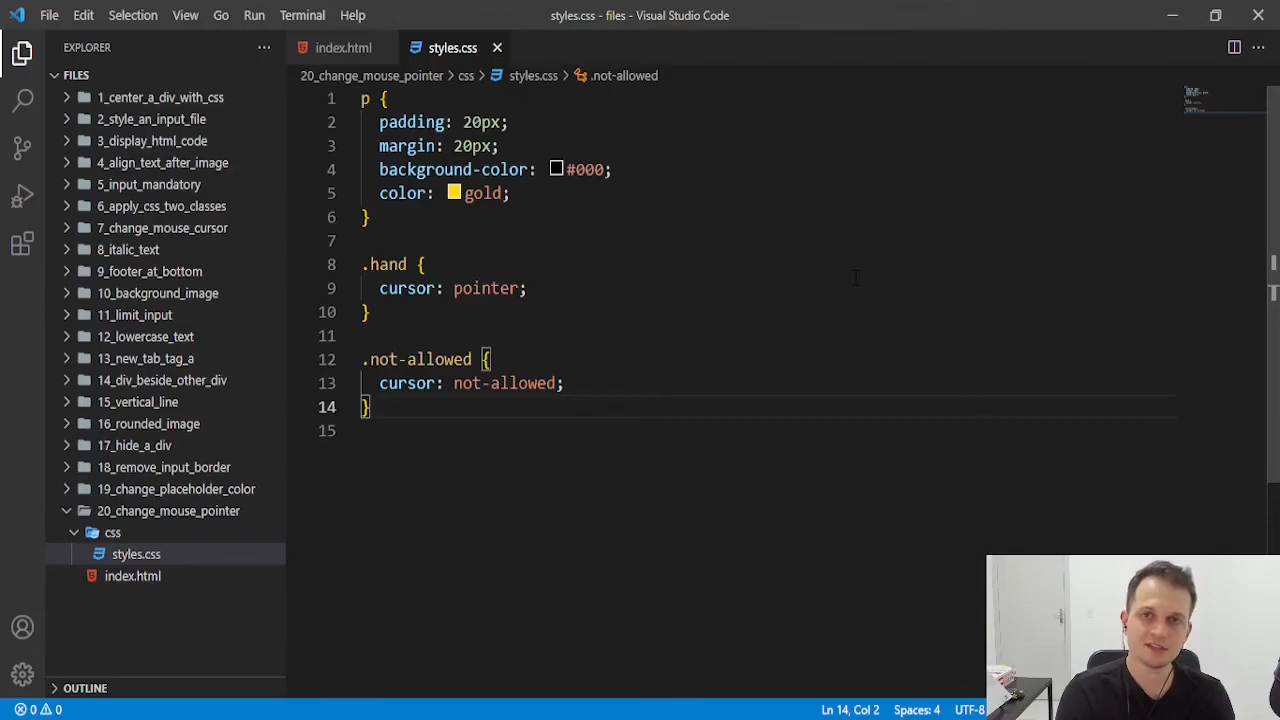 File Edit Selection View Go Run Terminal Help
styles.css - files - Visual Studio Code
EXPLORER
index.html
styles.css
FILES
20_change_mouse_pointer > css > styles.css > .not-allowed
1_center_a_div_with_css
2_style_an_input_file
3_display_html_code
4_align_text_after_image
5_input_mandatory
6_apply_css_two_classes
7_change_mouse_cursor
8_italic_text
9_footer_at_bottom
10_background_image
11_limit_input
12_lowercase_text
13_new_tab_tag_a
14_div_beside_other_div
15_vertical_line
16_rounded_image
17_hide_a_div
18_remove_input_border
19_change_placeholder_color
20_change_mouse_pointer
css
styles.css
index.html
OUTLINE
1 p {
2 padding: 20px;
3 margin: 20px;
4 background-color: #000;
5 color: gold;
6 }
7
8 .hand {
9 cursor: pointer;
10 }
11
12 .not-allowed {
13 cursor: not-allowed;
14 }
15
0 0
Ln 14, Col 2 Spaces: 4 UTF-8